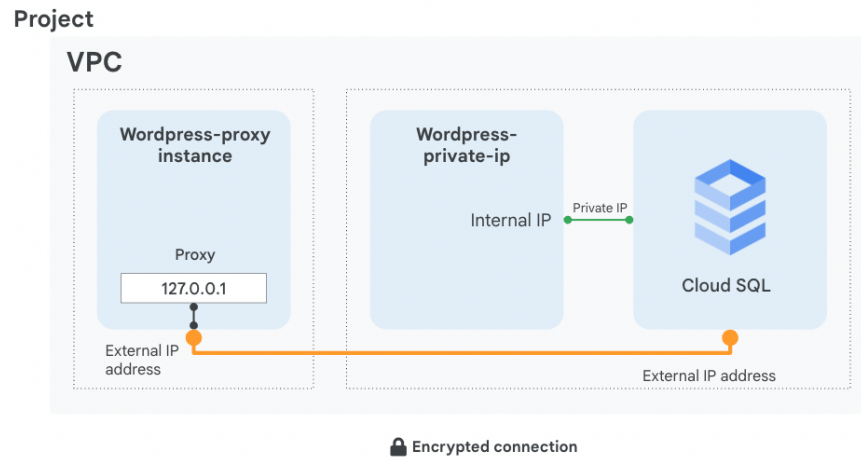 Project
VPC
Wordpress-proxy
instance
Proxy
127.0.0.1
External IP
address
Wordpress-
private-ip
Internal IP
Private IP
Cloud SQL
External IP address
Encrypted connection